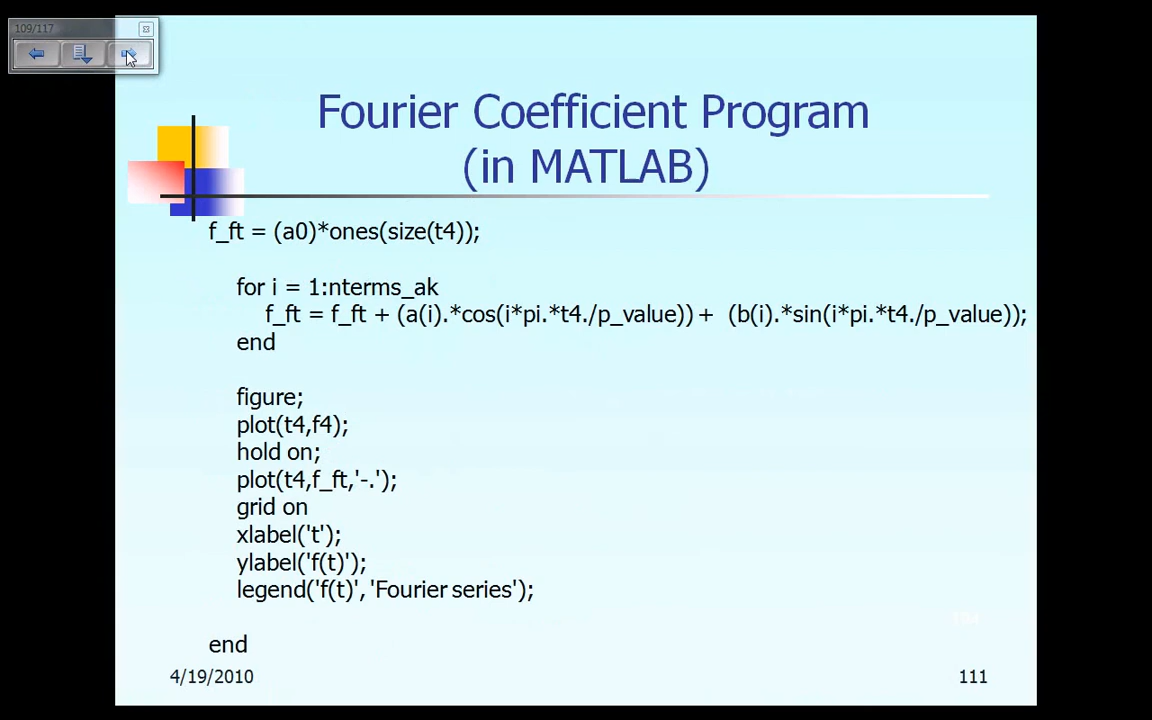 109/117
Fourier Coefficient Program
(in MATLAB)
f_ft = (a0)*ones(size(t4));
for i = 1:nterms_ak
f_ft = f_ft + (a(i).*cos(i*pi.*t4./p_value)) + (b(i).*sin(i*pi.*t4./p_value));
end
figure;
plot(t4,f4);
hold on;
plot(t4,f_ft,'-.');
grid on
xlabel('t');
ylabel('f(t)');
legend('f(t)', 'Fourier series');
end
4/19/2010
111